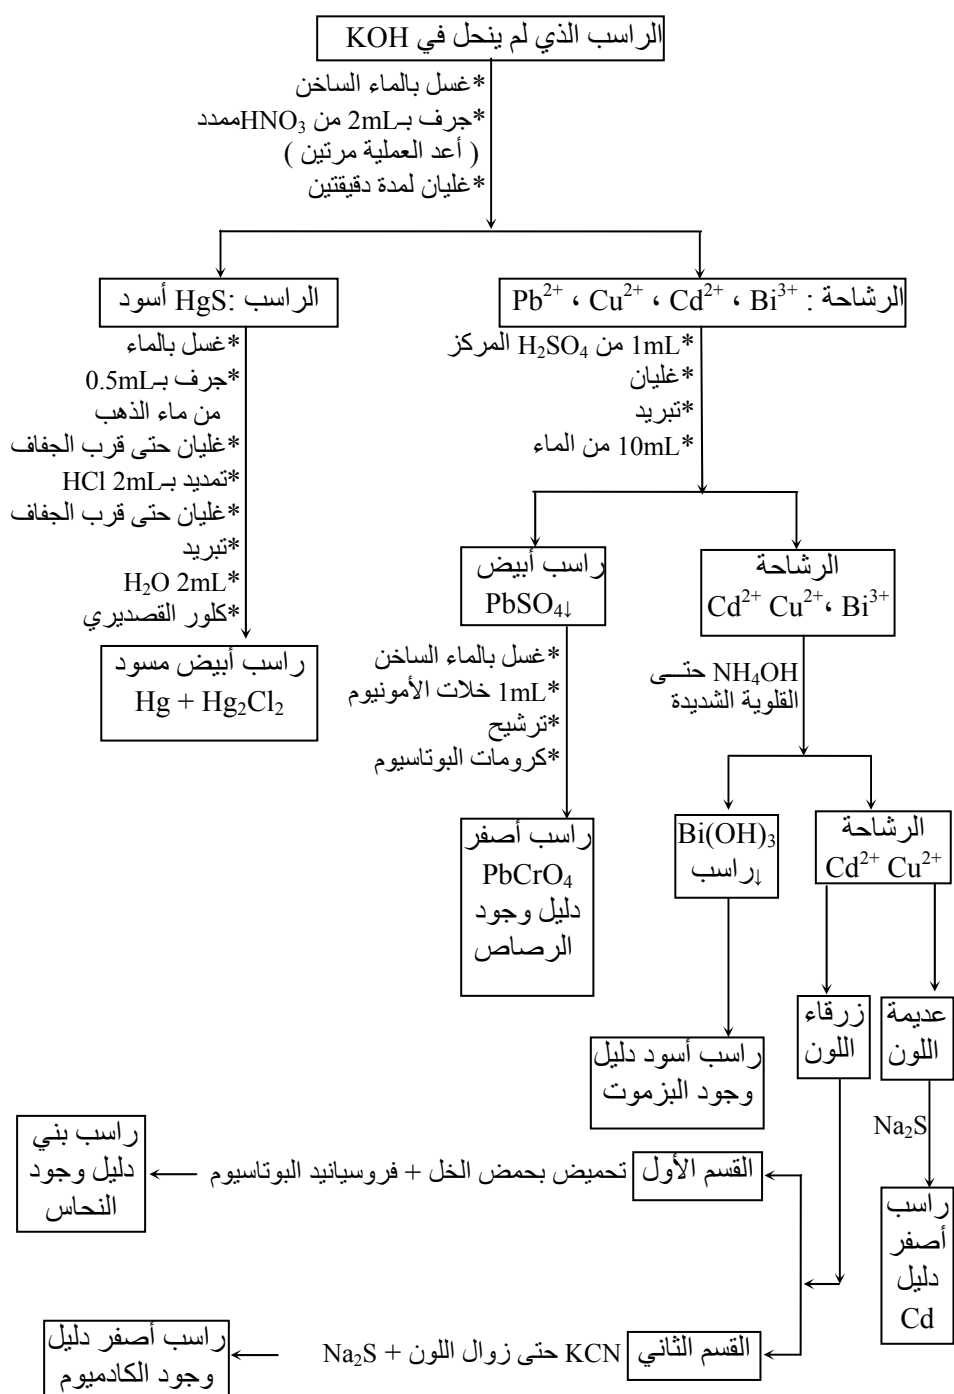 الراسب الذي لم ينحل في KOH
*غسل بالماء الساخن
*جرف بـ2mL من HNO₃ممدد
( أعد العملية مرتين )
*غليان لمدة دقيقتين
الراسب :HgS أسود
الرشاحة : Pb²⁺ ، Cu²⁺ ، Cd²⁺ ، Bi³⁺
*غسل بالماء
*جرف بـ0.5mL
من ماء الذهب
*غليان حتى قرب الجفاف
*تمديد بـHCl 2mL
*غليان حتى قرب الجفاف
*تبريد
*H₂O 2mL
*كلور القصديري
راسب أبيض مسود
Hg + Hg₂Cl₂
*1mL من H₂SO₄ المركز
*غليان
*تبريد
*10mL من الماء
راسب أبيض
PbSO₄↓
*غسل بالماء الساخن
*1mL خلات الأمونيوم
*ترشيح
*كرومات البوتاسيوم
راسب أصفر
PbCrO₄
دليل وجود
الرصاص
الرشاحة
Cd²⁺ Cu²⁺، Bi³⁺
NH₄OH حتــى
القلوية الشديدة
Bi(OH)₃
↓راسب
راسب أسود دليل
وجود البزموت
الرشاحة
Cd²⁺ Cu²⁺
زرقاء
اللون
عديمة
اللون
Na₂S
راسب
أصفر
دليل
Cd
القسم الأول
تحميض بحمض الخل + فروسيانيد البوتاسيوم
راسب بني
دليل وجود
النحاس
القسم الثاني
KCN حتى زوال اللون + Na₂S
راسب أصفر دليل
وجود الكادميوم